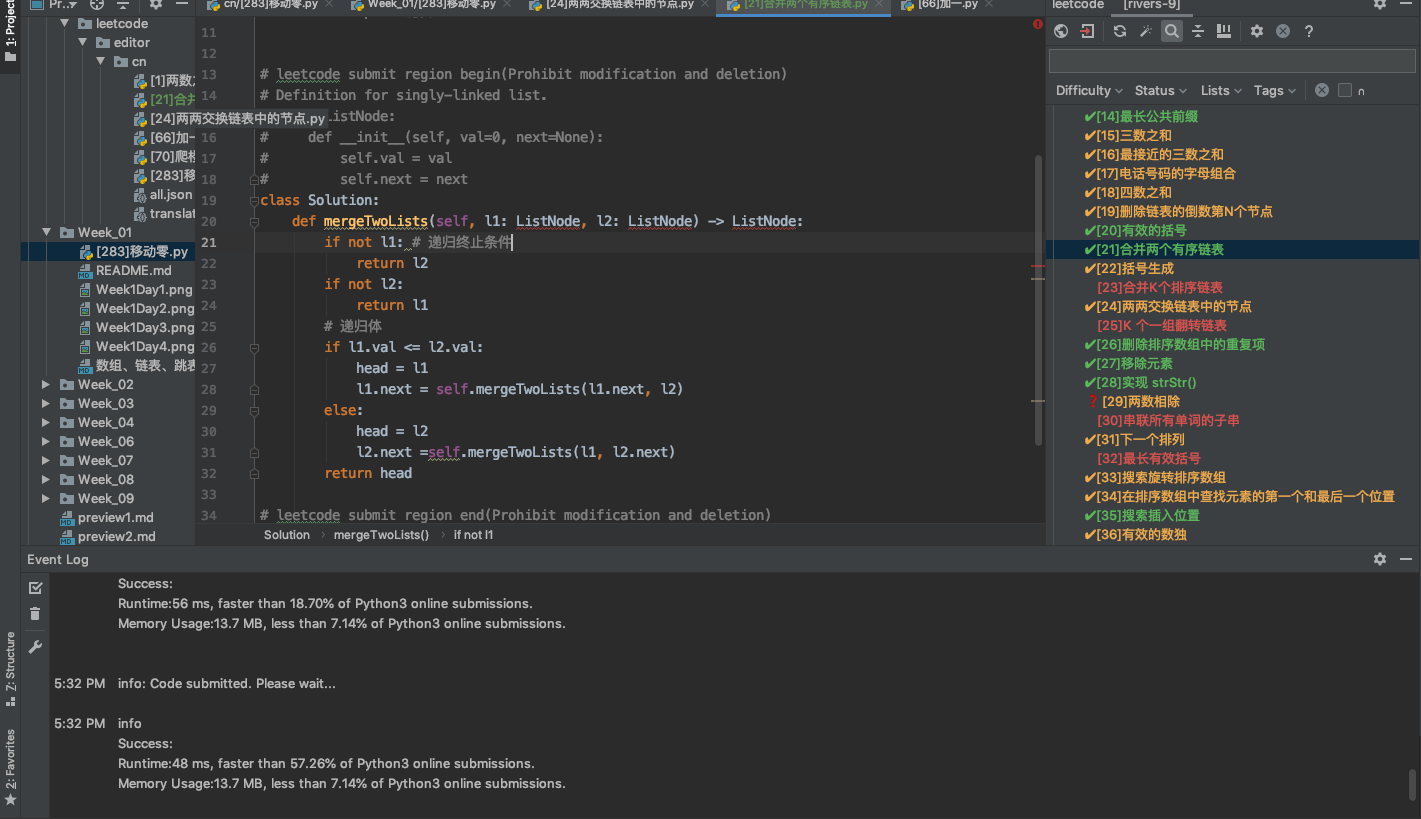 1: Project
Pr..
cn/[283]移动零.py
Week_01/[283]移动零.py
[24]两两交换链表中的节点.py
[21]合并两个有序链表.py
[66]加一.py
leetcode
[rivers-9]
leetcode
editor
cn
[1]两数
[21]合并
[24]两两交换链表中的节点.py
[66]加一
[70]爬
[283]移
all.json
translat
Week_01
[283]移动零.py
README.md
Week1Day1.png
Week1Day2.png
Week1Day3.png
Week1Day4.png
数组、链表、跳表
Week_02
Week_03
Week_04
Week_06
Week_07
Week_08
Week_09
preview1.md
preview2.md
11
12
13 # leetcode submit region begin(Prohibit modification and deletion)
14 # Definition for singly-linked list.
ListNode:
16 #     def __init__(self, val=0, next=None):
17 #         self.val = val
18 #         self.next = next
19 class Solution:
20     def mergeTwoLists(self, l1: ListNode, l2: ListNode) -> ListNode:
21         if not l1: # 递归终止条件
22             return l2
23         if not l2:
24             return l1
25         # 递归体
26         if l1.val <= l2.val:
27             head = l1
28             l1.next = self.mergeTwoLists(l1.next, l2)
29         else:
30             head = l2
31             l2.next =self.mergeTwoLists(l1, l2.next)
32         return head
33
34 # leetcode submit region end(Prohibit modification and deletion)
Solution > mergeTwoLists() > if not l1
Difficulty Status Lists Tags
✔[14]最长公共前缀
✔[15]三数之和
✔[16]最接近的三数之和
✔[17]电话号码的字母组合
✔[18]四数之和
✔[19]删除链表的倒数第N个节点
✔[20]有效的括号
✔[21]合并两个有序链表
✔[22]括号生成
[23]合并K个排序链表
✔[24]两两交换链表中的节点
[25]K 个一组翻转链表
✔[26]删除排序数组中的重复项
✔[27]移除元素
✔[28]实现 strStr()
❓[29]两数相除
[30]串联所有单词的子串
✔[31]下一个排列
[32]最长有效括号
✔[33]搜索旋转排序数组
✔[34]在排序数组中查找元素的第一个和最后一个位置
✔[35]搜索插入位置
✔[36]有效的数独
Event Log
Success:
Runtime:56 ms, faster than 18.70% of Python3 online submissions.
Memory Usage:13.7 MB, less than 7.14% of Python3 online submissions.
5:32 PM info: Code submitted. Please wait...
5:32 PM info
Success:
Runtime:48 ms, faster than 57.26% of Python3 online submissions.
Memory Usage:13.7 MB, less than 7.14% of Python3 online submissions.
Z: Structure
2: Favorites